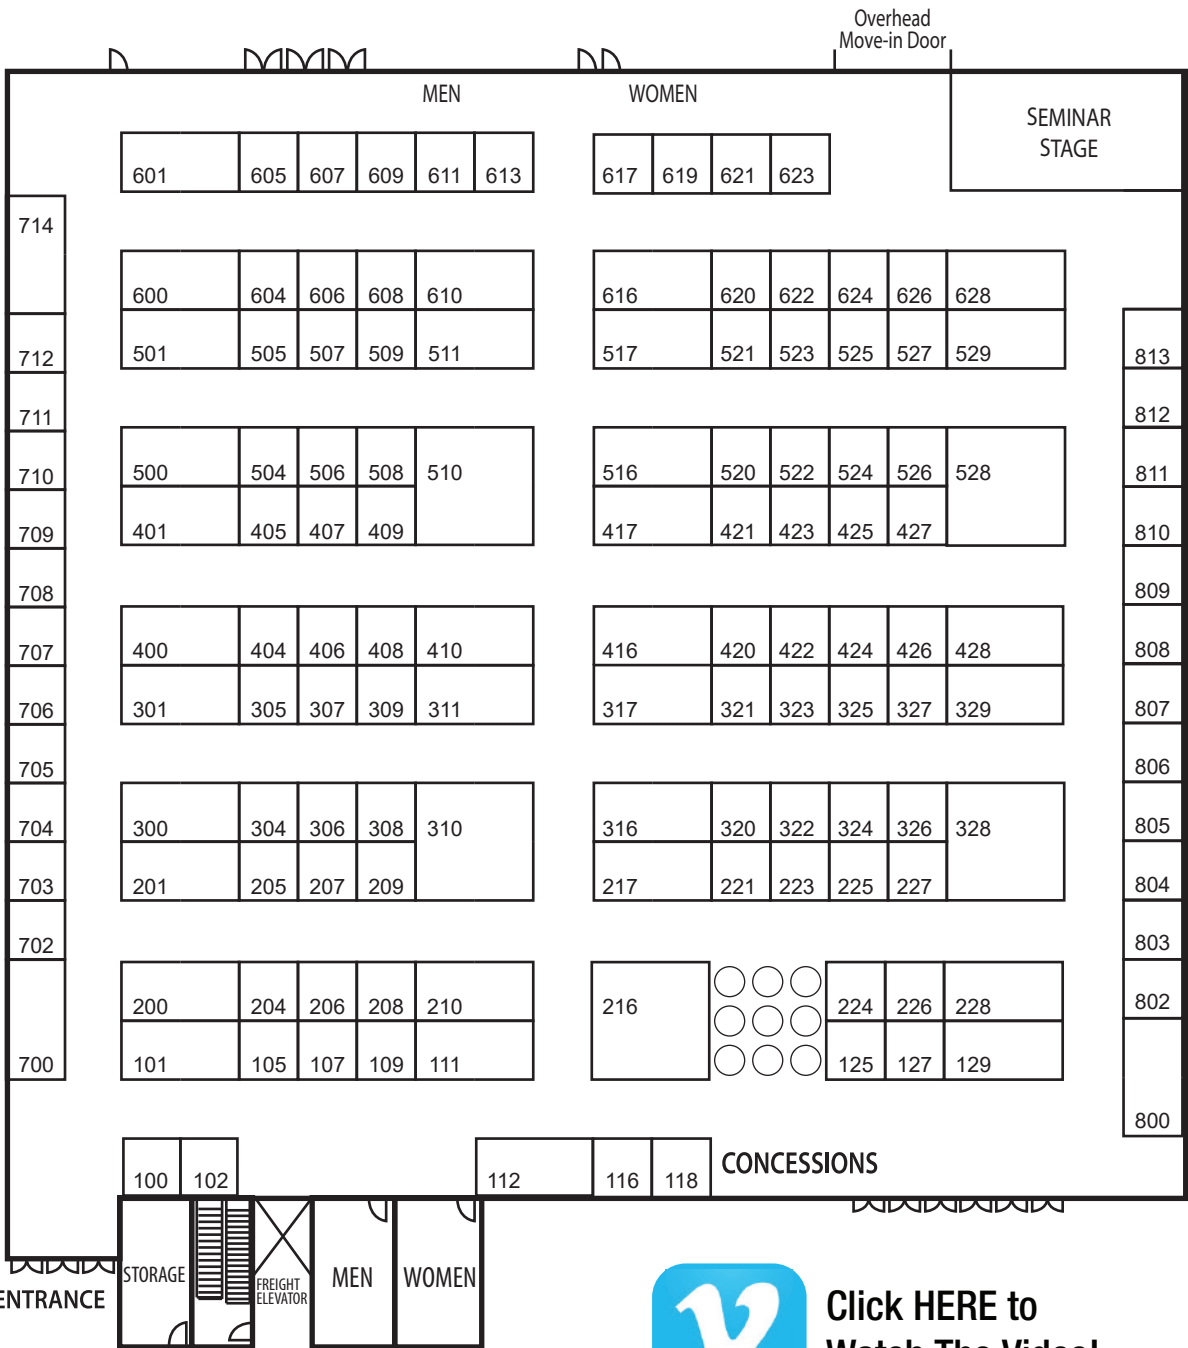 Overhead
Move-in Door
MEN WOMEN
SEMINAR
STAGE
601 605 607 609 611 613 617 619 621 623
714
600 604 606 608 610 616 620 622 624 626 628
501 505 507 509 511 517 521 523 525 527 529
712 813
711 812
500 504 506 508 510 516 520 522 524 526 528
710 811
401 405 407 409 417 421 423 425 427
709 810
708 809
400 404 406 408 410 416 420 422 424 426 428
707 808
301 305 307 309 311 317 321 323 325 327 329
706 807
705 806
300 304 306 308 310 316 320 322 324 326 328
704 805
201 205 207 209 217 221 223 225 227
703 804
702 803
200 204 206 208 210 216 224 226 228
802
101 105 107 109 111 125 127 129
700
800
CONCESSIONS
100 102 112 116 118
STORAGE
FREIGHT
ELEVATOR
MEN WOMEN
ENTRANCE
Click HERE to
Watch The Video!